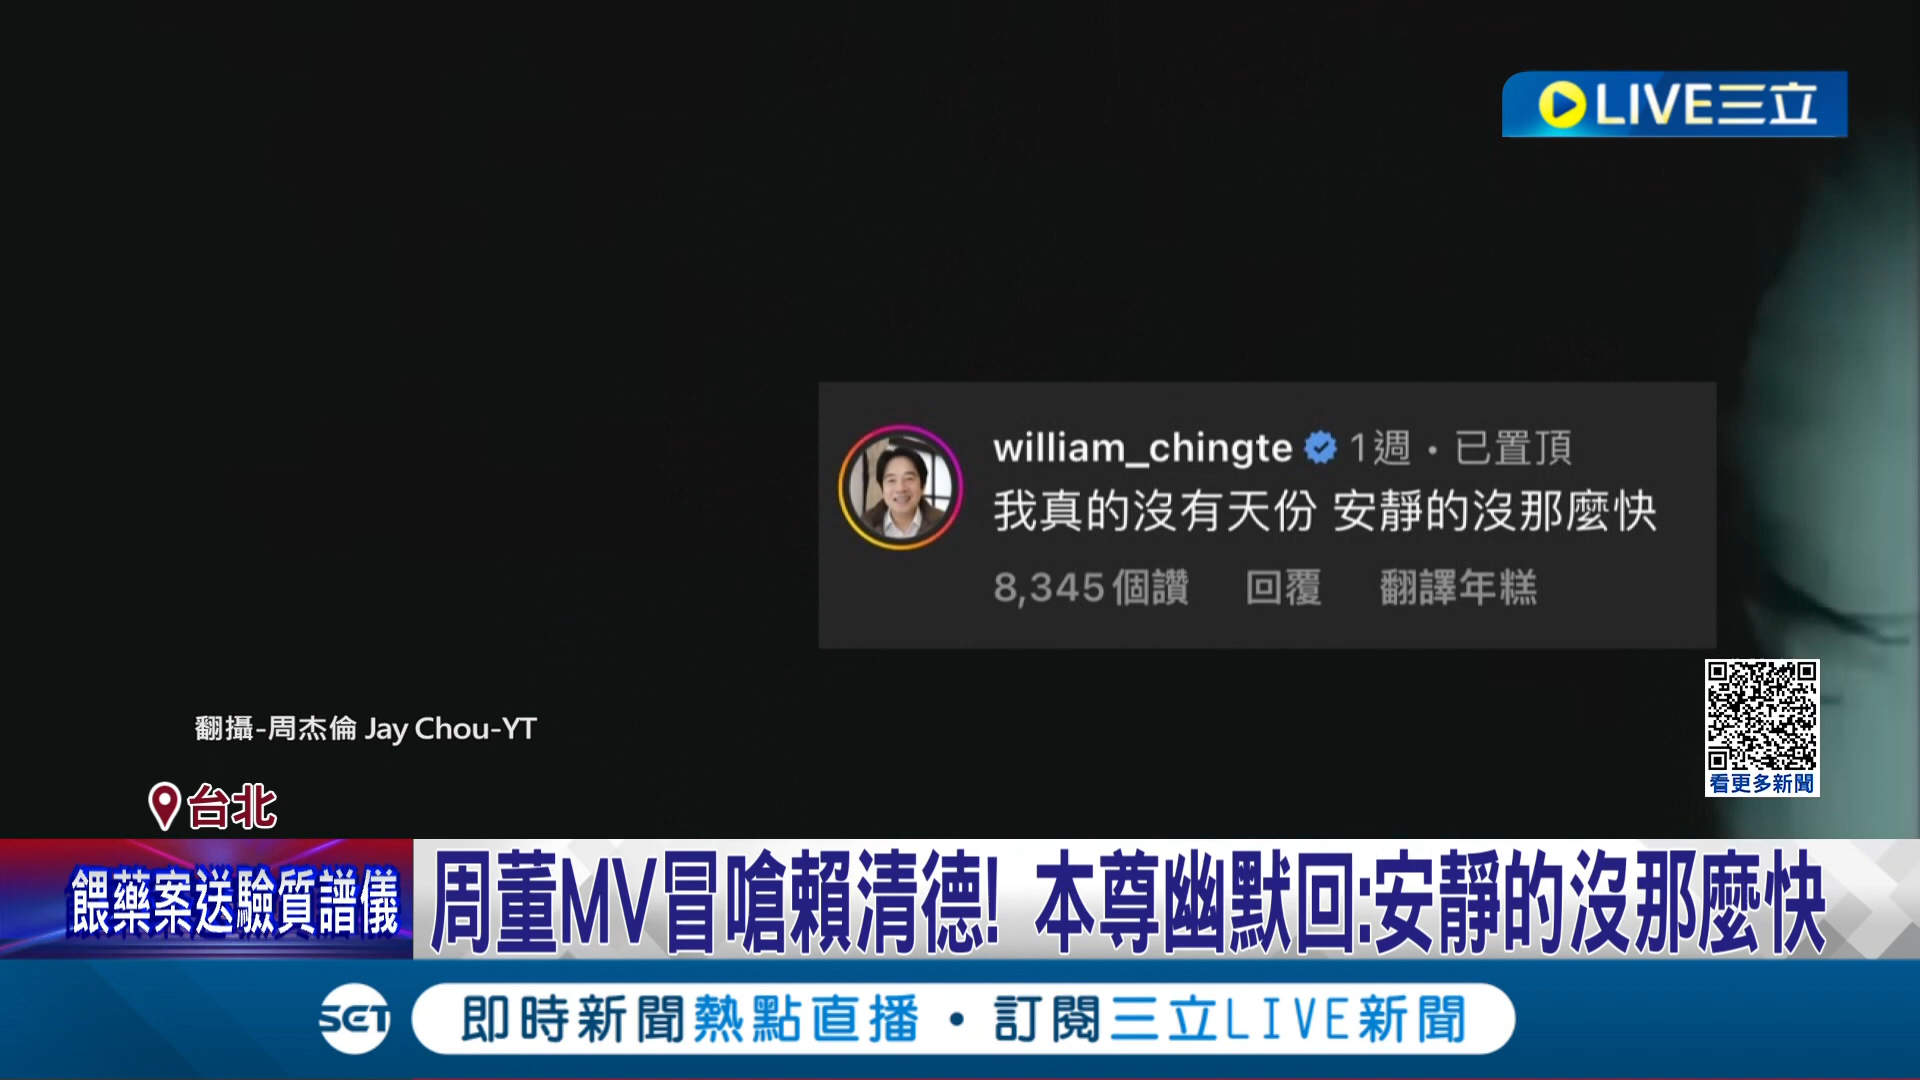 LIVE三立
william_chingte 1週・已置頂
我真的沒有天份 安靜的沒那麼快
8,345個讚 回覆 翻譯年糕
看更多新聞
翻攝-周杰倫 Jay Chou-YT
台北
餵藥案送驗質譜儀
周董MV冒嗆賴清德! 本尊幽默回:安靜的沒那麼快
SET 即時新聞熱點直播・訂閱三立LIVE新聞